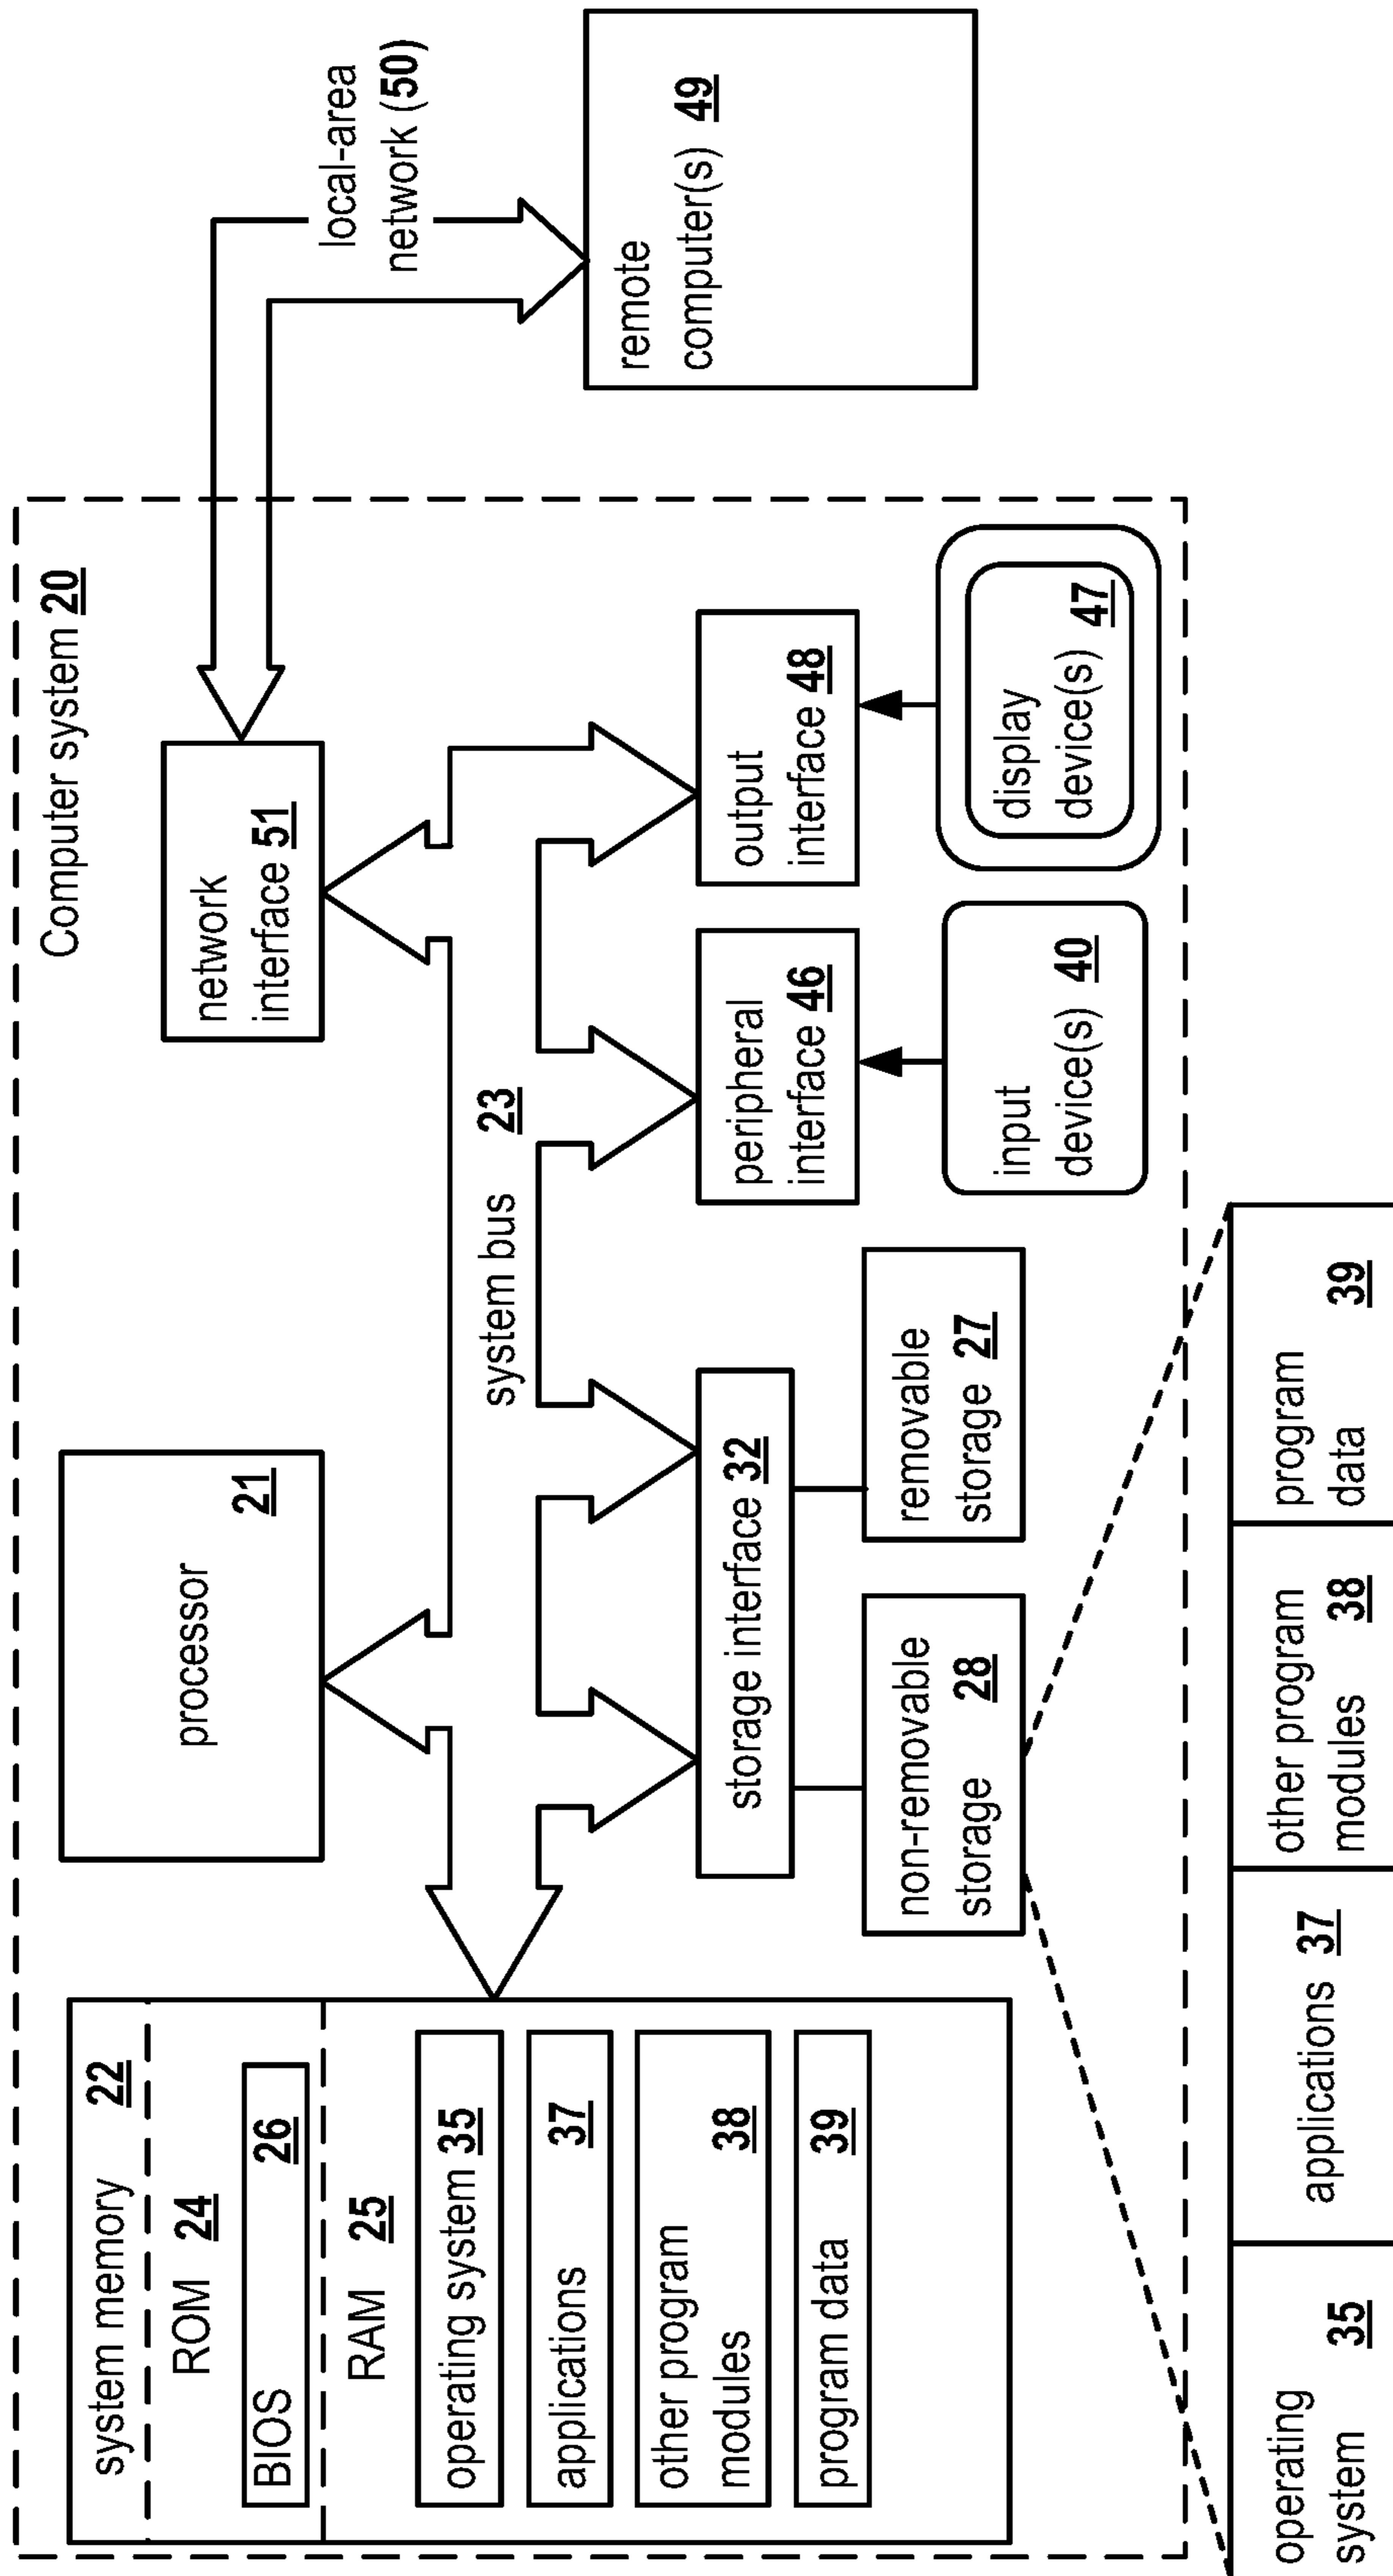 Computer system 20
system memory 22
ROM 24
BIOS 26
RAM 25
operating system 35
applications 37
other program
modules 38
program data 39
processor 21
network
interface 51
local-area
network (50)
system bus 23
storage interface 32
peripheral
interface 46
output
interface 48
remote
computer(s) 49
non-removable
storage 28
removable
storage 27
input
device(s) 40
display
device(s) 47
operating
system 35
applications 37
other program
modules 38
program
data 39